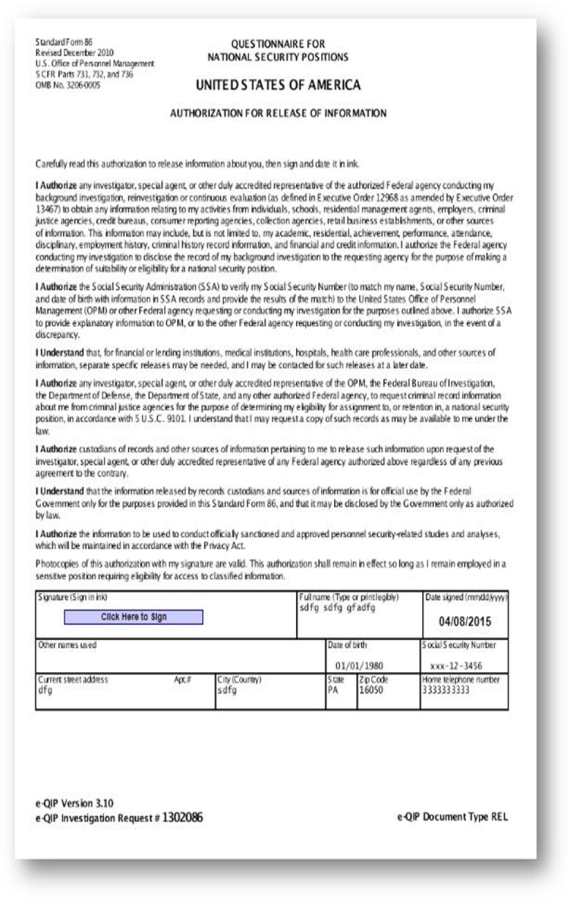 Standard Form 86
Revised December 2010
U.S. Office of Personnel Management
5 CFR Parts 731, 732, and 736
OMB No. 3206-0005
QUESTIONNAIRE FOR
NATIONAL SECURITY POSITIONS
UNITED STATES OF AMERICA
AUTHORIZATION FOR RELEASE OF INFORMATION
Carefully read this authorization to release information about you, then sign and date it in ink.
I Authorize any investigator, special agent, or other duly accredited representative of the authorized Federal agency conducting my
background investigation, reinvestigation or continuous evaluation (as defined in Executive Order 12968 as amended by Executive Order
13467) to obtain any information relating to my activities from individuals, schools, residential management agents, employers, criminal
justice agencies, credit bureaus, consumer reporting agencies, collection agencies, retail business establishments, or other sources
of information. This information may include, but is not limited to, my academic, residential, achievement, performance, attendance,
disciplinary, employment history, criminal history record information, and financial and credit information. I authorize the Federal agency
conducting my investigation to disclose the record of my background investigation to the requesting agency for the purpose of making a
determination of suitability or eligibility for a national security position.
I Authorize the Social Security Administration (SSA) to verify my Social Security Number (to match my name, Social Security Number,
and date of birth with information in SSA records and provide the results of the match) to the United States Office of Personnel
Management (OPM) or other Federal agency requesting or conducting my investigation for the purposes outlined above. I authorize SSA
to provide explanatory information to OPM, or to the other Federal agency requesting or conducting my investigation, in the event of a
discrepancy.
I Understand that, for financial or lending institutions, medical institutions, hospitals, health care professionals, and other sources of
information, separate specific releases may be needed, and I may be contacted for such releases at a later date.
I Authorize any investigator, special agent, or other duly accredited representative of the OPM, the Federal Bureau of Investigation,
the Department of Defense, the Department of State, and any other authorized Federal agency, to request criminal record information
about me from criminal justice agencies for the purpose of determining my eligibility for assignment to, or retention in, a national security
position, in accordance with 5 U.S.C. 9101. I understand that I may request a copy of such records as may be available to me under the
law.
I Authorize custodians of records and other sources of information pertaining to me to release such information upon request of the
investigator, special agent, or other duly accredited representative of any Federal agency authorized above regardless of any previous
agreement to the contrary.
I Understand that the information released by records custodians and sources of information is for official use by the Federal
Government only for the purposes provided in this Standard Form 86, and that it may be disclosed by the Government only as authorized
by law.
I Authorize the information to be used to conduct officially sanctioned and approved personnel security-related studies and analyses,
which will be maintained in accordance with the Privacy Act.
Photocopies of this authorization with my signature are valid. This authorization shall remain in effect so long as I remain employed in a
sensitive position requiring eligibility for access to classified information.
Signature (Sign in ink)
Click Here to Sign
Full name (Type or print legibly)
sdfg sdfg gfadfg
Date signed (mm/dd/yyyy)
04/08/2015
Other names used
Date of birth
01/01/1980
Social Security Number
xxx-12-3456
Current street address Apt.#
dfg
City (County)
sdfg
State
PA
Zip Code
16050
Home telephone number
3333333333
e-QIP Version 3.10
e-QIP Investigation Request # 1302086
e-QIP Document Type REL